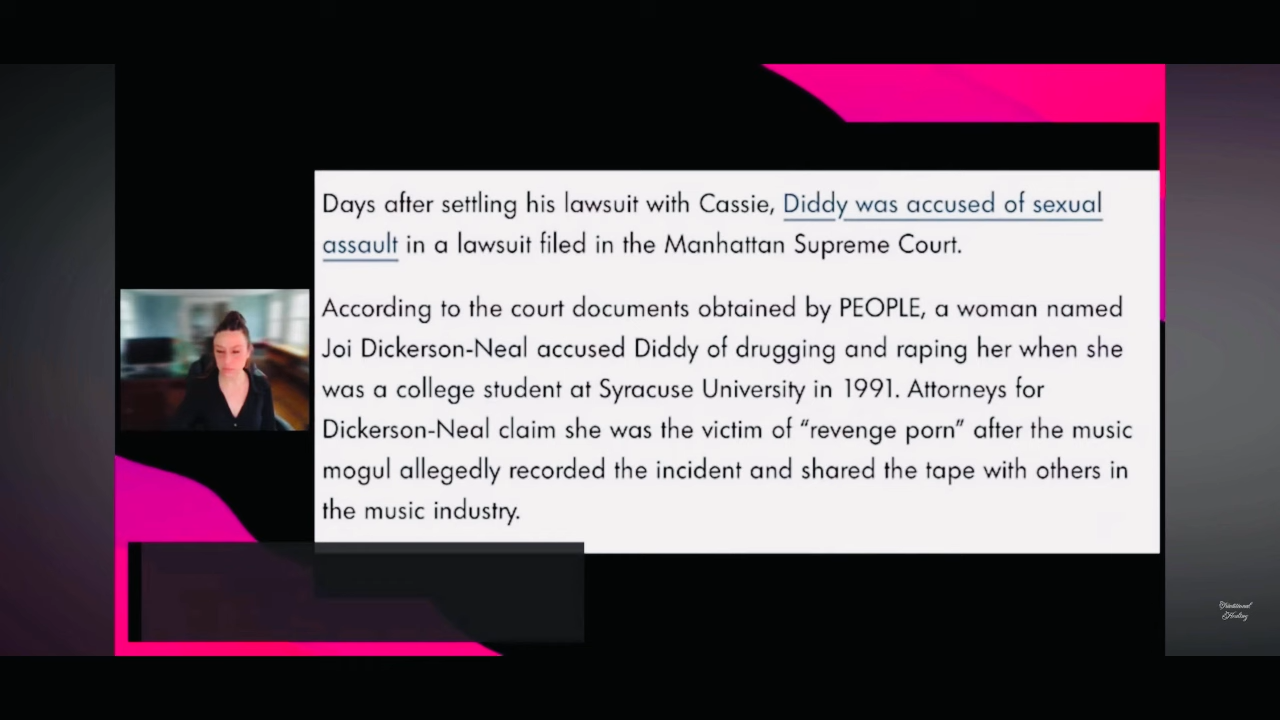 Days after settling his lawsuit with Cassie, Diddy was accused of sexual
assault in a lawsuit filed in the Manhattan Supreme Court.
According to the court documents obtained by PEOPLE, a woman named
Joi Dickerson-Neal accused Diddy of drugging and raping her when she
was a college student at Syracuse University in 1991. Attorneys for
Dickerson-Neal claim she was the victim of “revenge porn” after the music
mogul allegedly recorded the incident and shared the tape with others in
the music industry.
Traditional
Healing